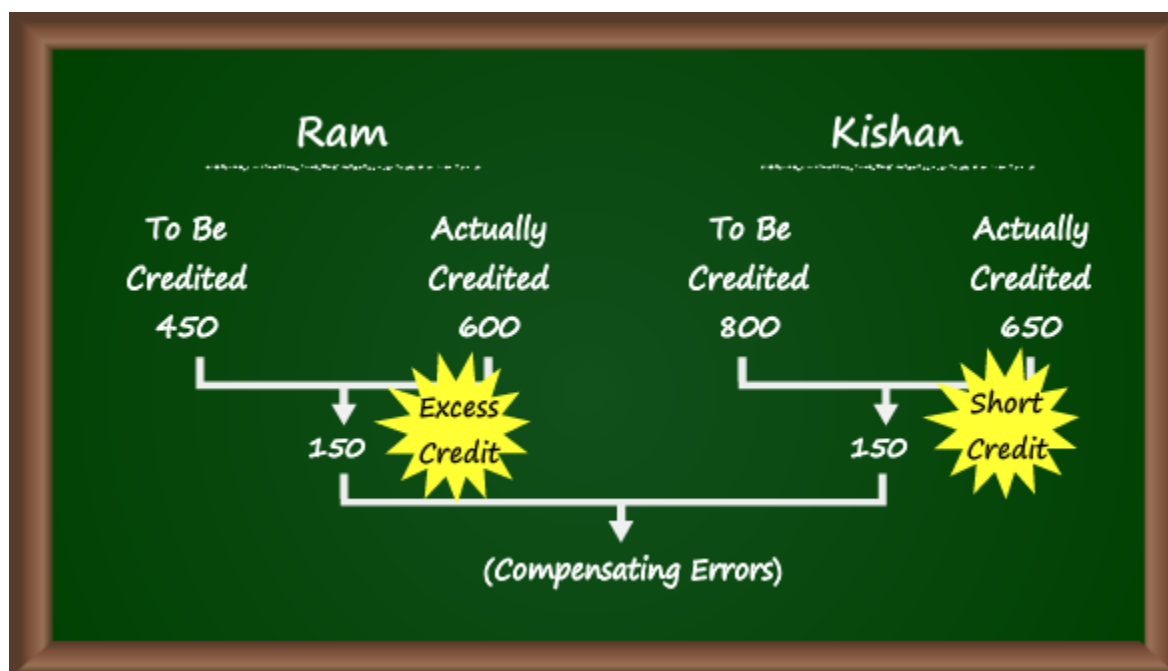 Ram
Kishan
To Be
Credited
450
Actually
Credited
600
To Be
Credited
800
Actually
Credited
650
150
Excess
Credit
150
Short
Credit
(Compensating Errors)